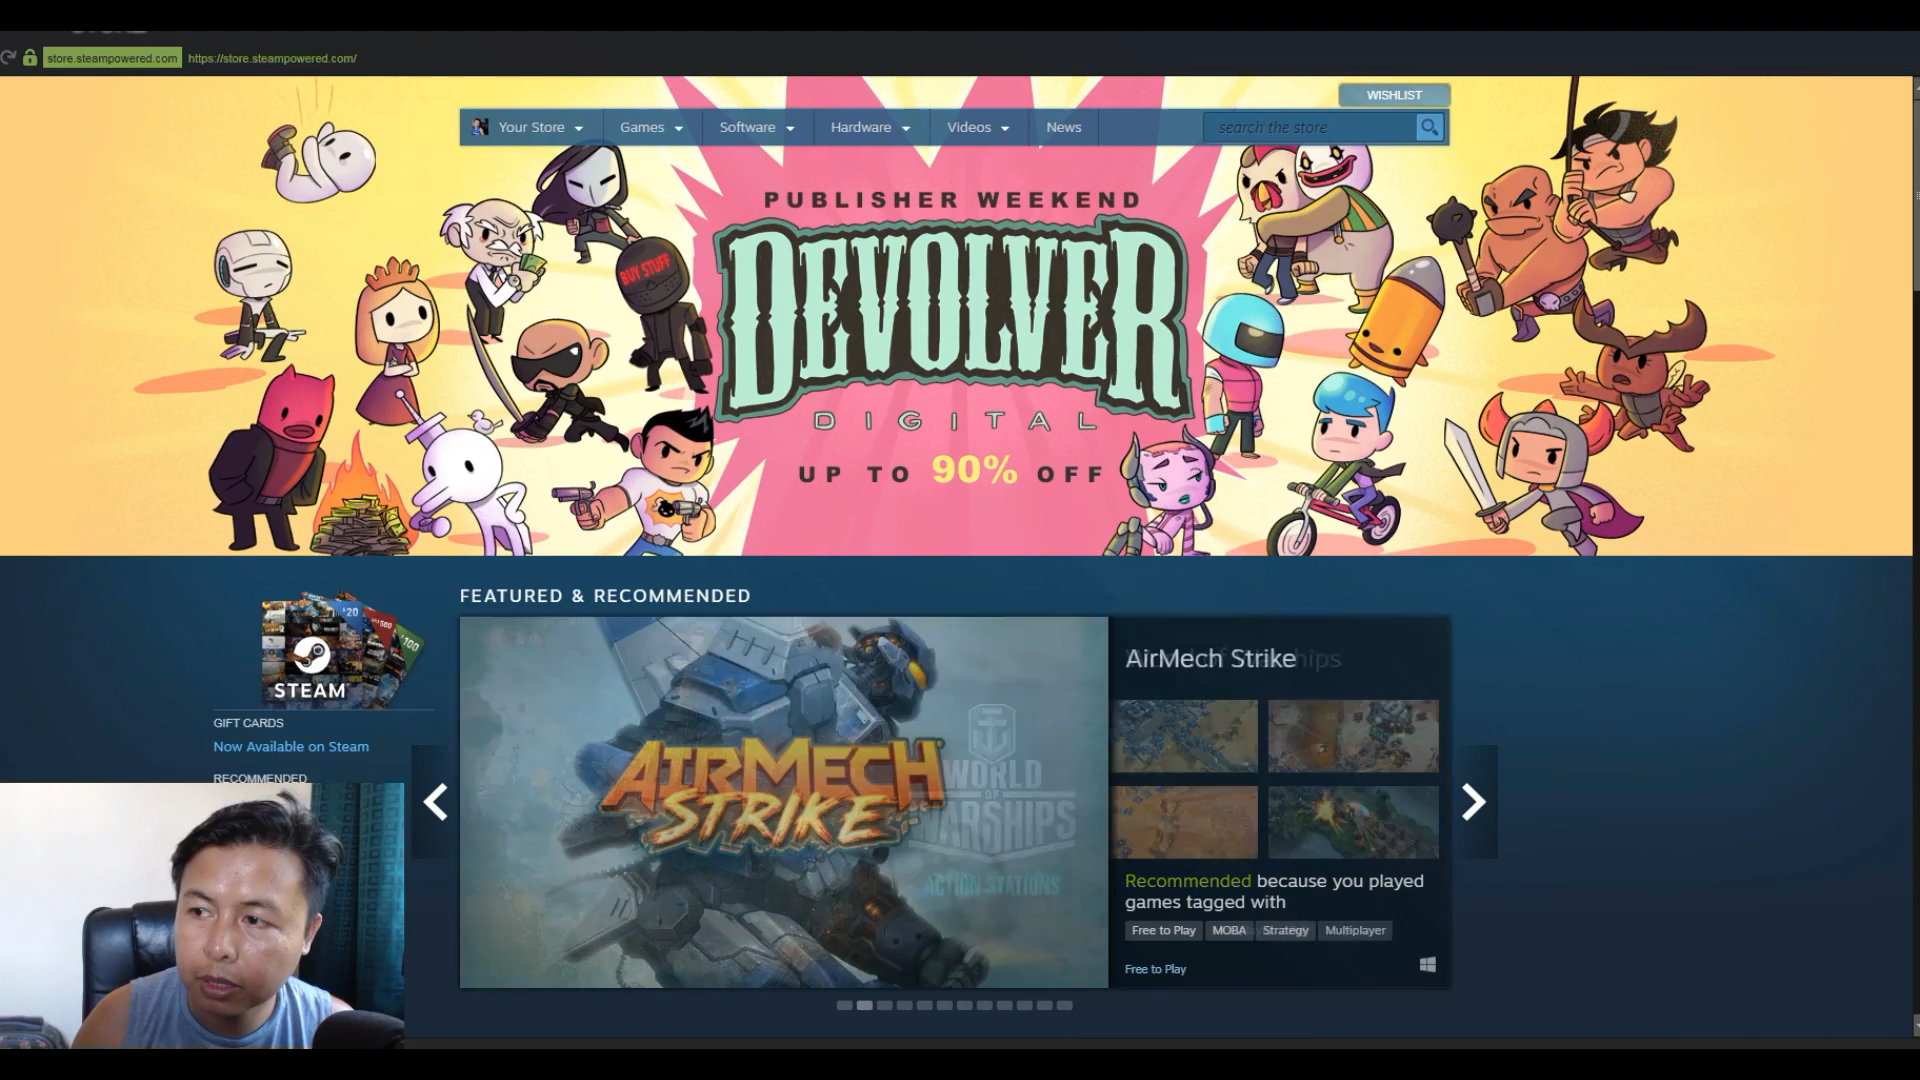 store.steampowered.com https://store.steampowered.com/
WISHLIST
Your Store Games Software Hardware Videos News search the store
PUBLISHER WEEKEND
BUY STUFF
DEVOLVER
DIGITAL
UP TO 90% OFF
FEATURED & RECOMMENDED
STEAM
GIFT CARDS
Now Available on Steam
RECOMMENDED
AIRMECH
STRIKE
WORLD
OF
WARSHIPS
ACTION STATIONS
AirMech Strike
Recommended because you played
games tagged with
Free to Play MOBA Strategy Multiplayer
Free to Play